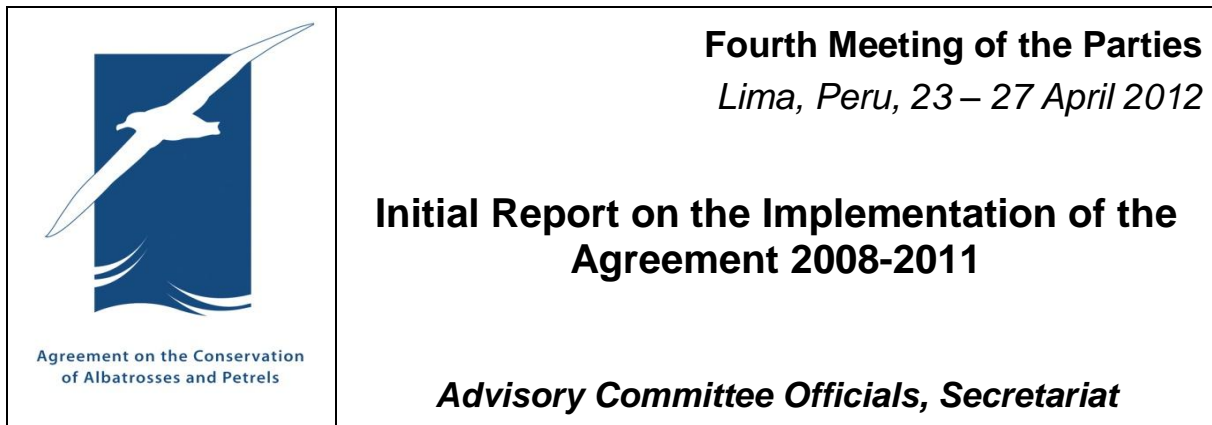 Agreement on the Conservation
of Albatrosses and Petrels
Fourth Meeting of the Parties
Lima, Peru, 23 – 27 April 2012
Initial Report on the Implementation of the
Agreement 2008-2011
Advisory Committee Officials, Secretariat